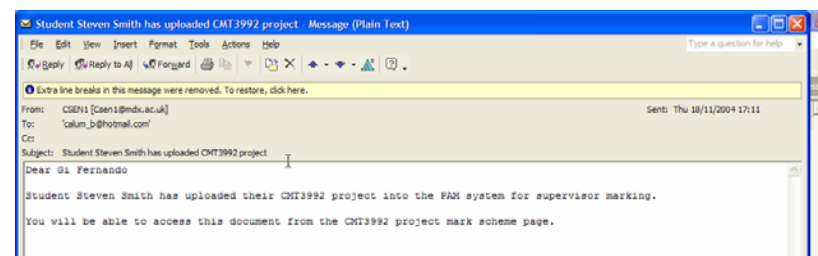 Student Steven Smith has uploaded CMT3992 project - Message (Plain Text)
File Edit View Insert Format Tools Actions Help Type a question for help
Reply Reply to All Forward
Extra line breaks in this message were removed. To restore, click here.
From: CSEN1 [Csen1@mdx.ac.uk] Sent: Thu 18/11/2004 17:11
To: 'calum_b@hotmail.com'
Cc:
Subject: Student Steven Smith has uploaded CMT3992 project
Dear Gi Fernando
Student Steven Smith has uploaded their CMT3992 project into the PAM system for supervisor marking.
You will be able to access this document from the CMT3992 project mark scheme page.